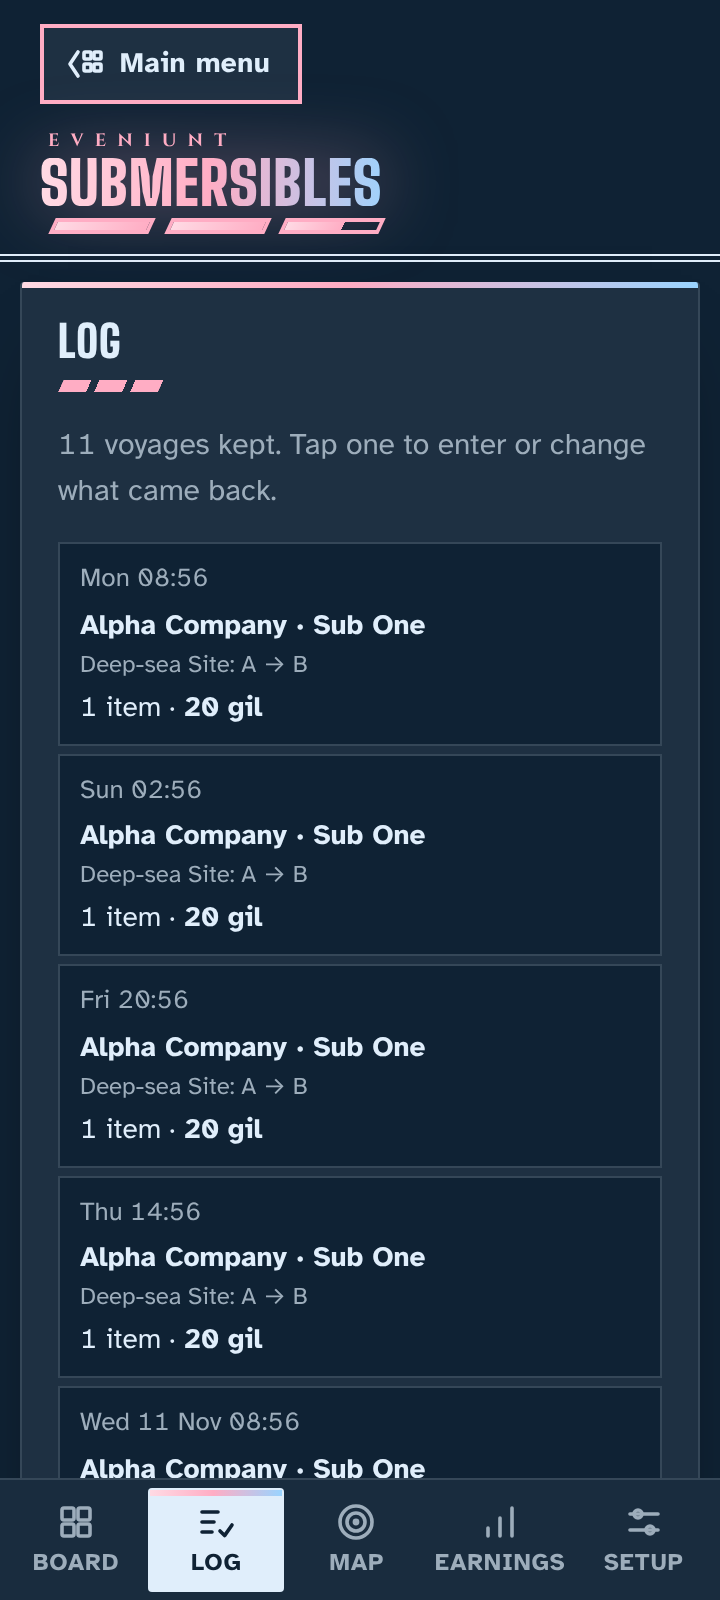 Main menu
EVENIUNT
SUBMERSIBLES
LOG
11 voyages kept. Tap one to enter or change
what came back.
Mon 08:56
Alpha Company · Sub One
Deep-sea Site: A → B
1 item · 20 gil
Sun 02:56
Alpha Company · Sub One
Deep-sea Site: A → B
1 item · 20 gil
Fri 20:56
Alpha Company · Sub One
Deep-sea Site: A → B
1 item · 20 gil
Thu 14:56
Alpha Company · Sub One
Deep-sea Site: A → B
1 item · 20 gil
Wed 11 Nov 08:56
Alpha Company · Sub One
BOARD
LOG
MAP
EARNINGS
SETUP